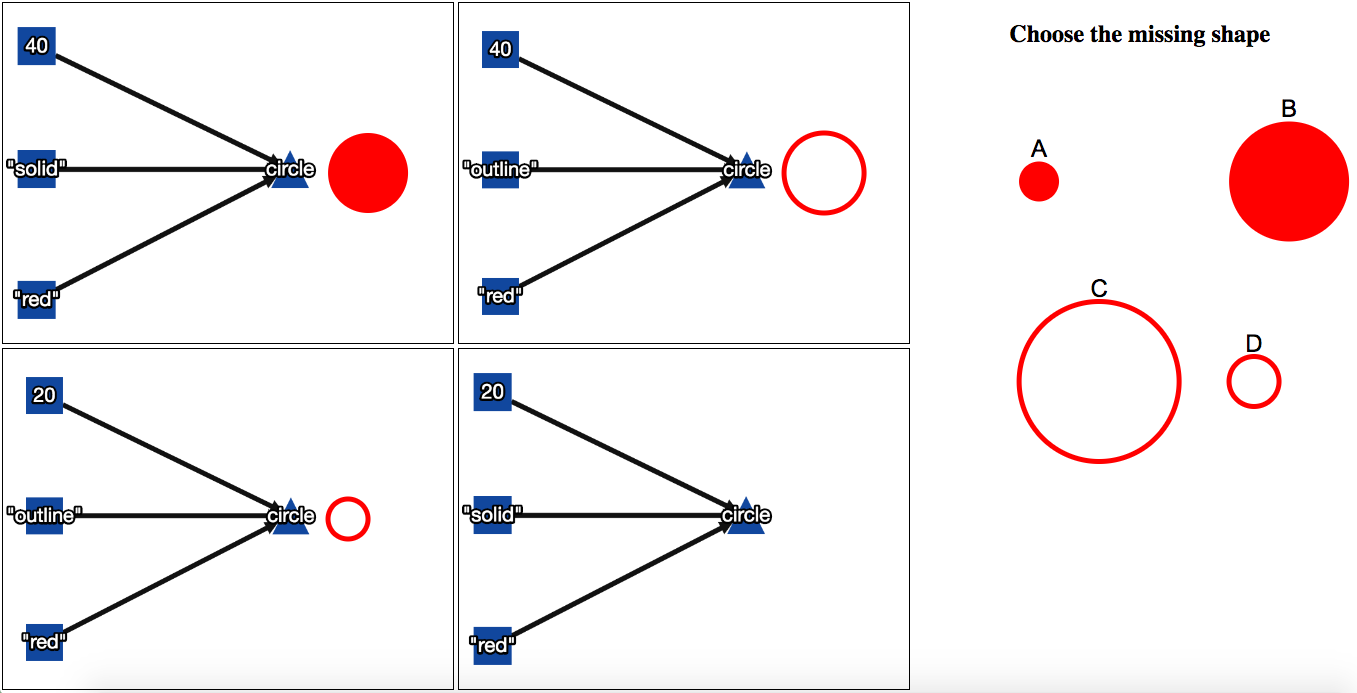 40
"solid"
circle
"red"
40
"outline"
circle
"red"
20
"outline"
circle
"red"
20
"solid"
circle
"red"
Choose the missing shape
A
B
C
D